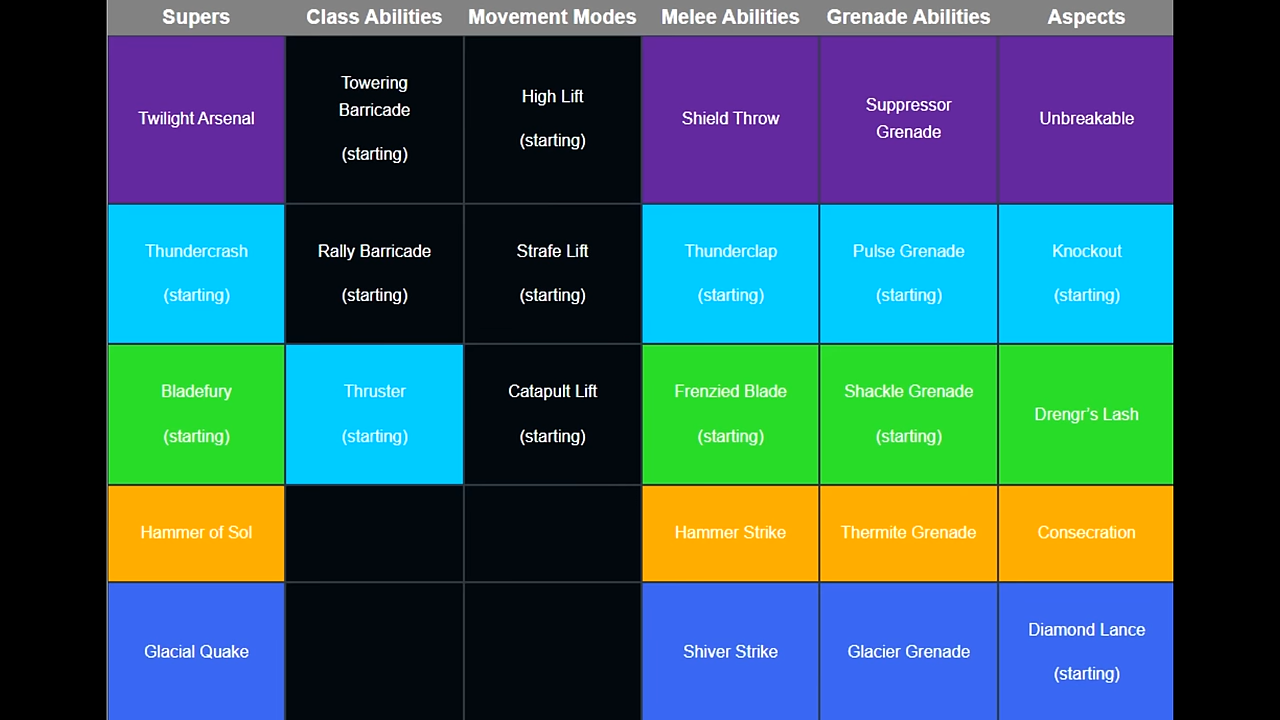 Supers Class Abilities Movement Modes Melee Abilities Grenade Abilities Aspects
Twilight Arsenal
Towering
Barricade
(starting)
High Lift
(starting)
Shield Throw
Suppressor
Grenade
Unbreakable
Thundercrash
(starting)
Rally Barricade
(starting)
Strafe Lift
(starting)
Thunderclap
(starting)
Pulse Grenade
(starting)
Knockout
(starting)
Bladefury
(starting)
Thruster
(starting)
Catapult Lift
(starting)
Frenzied Blade
(starting)
Shackle Grenade
(starting)
Drengr’s Lash
Hammer of Sol
Hammer Strike
Thermite Grenade
Consecration
Glacial Quake
Shiver Strike
Glacier Grenade
Diamond Lance
(starting)